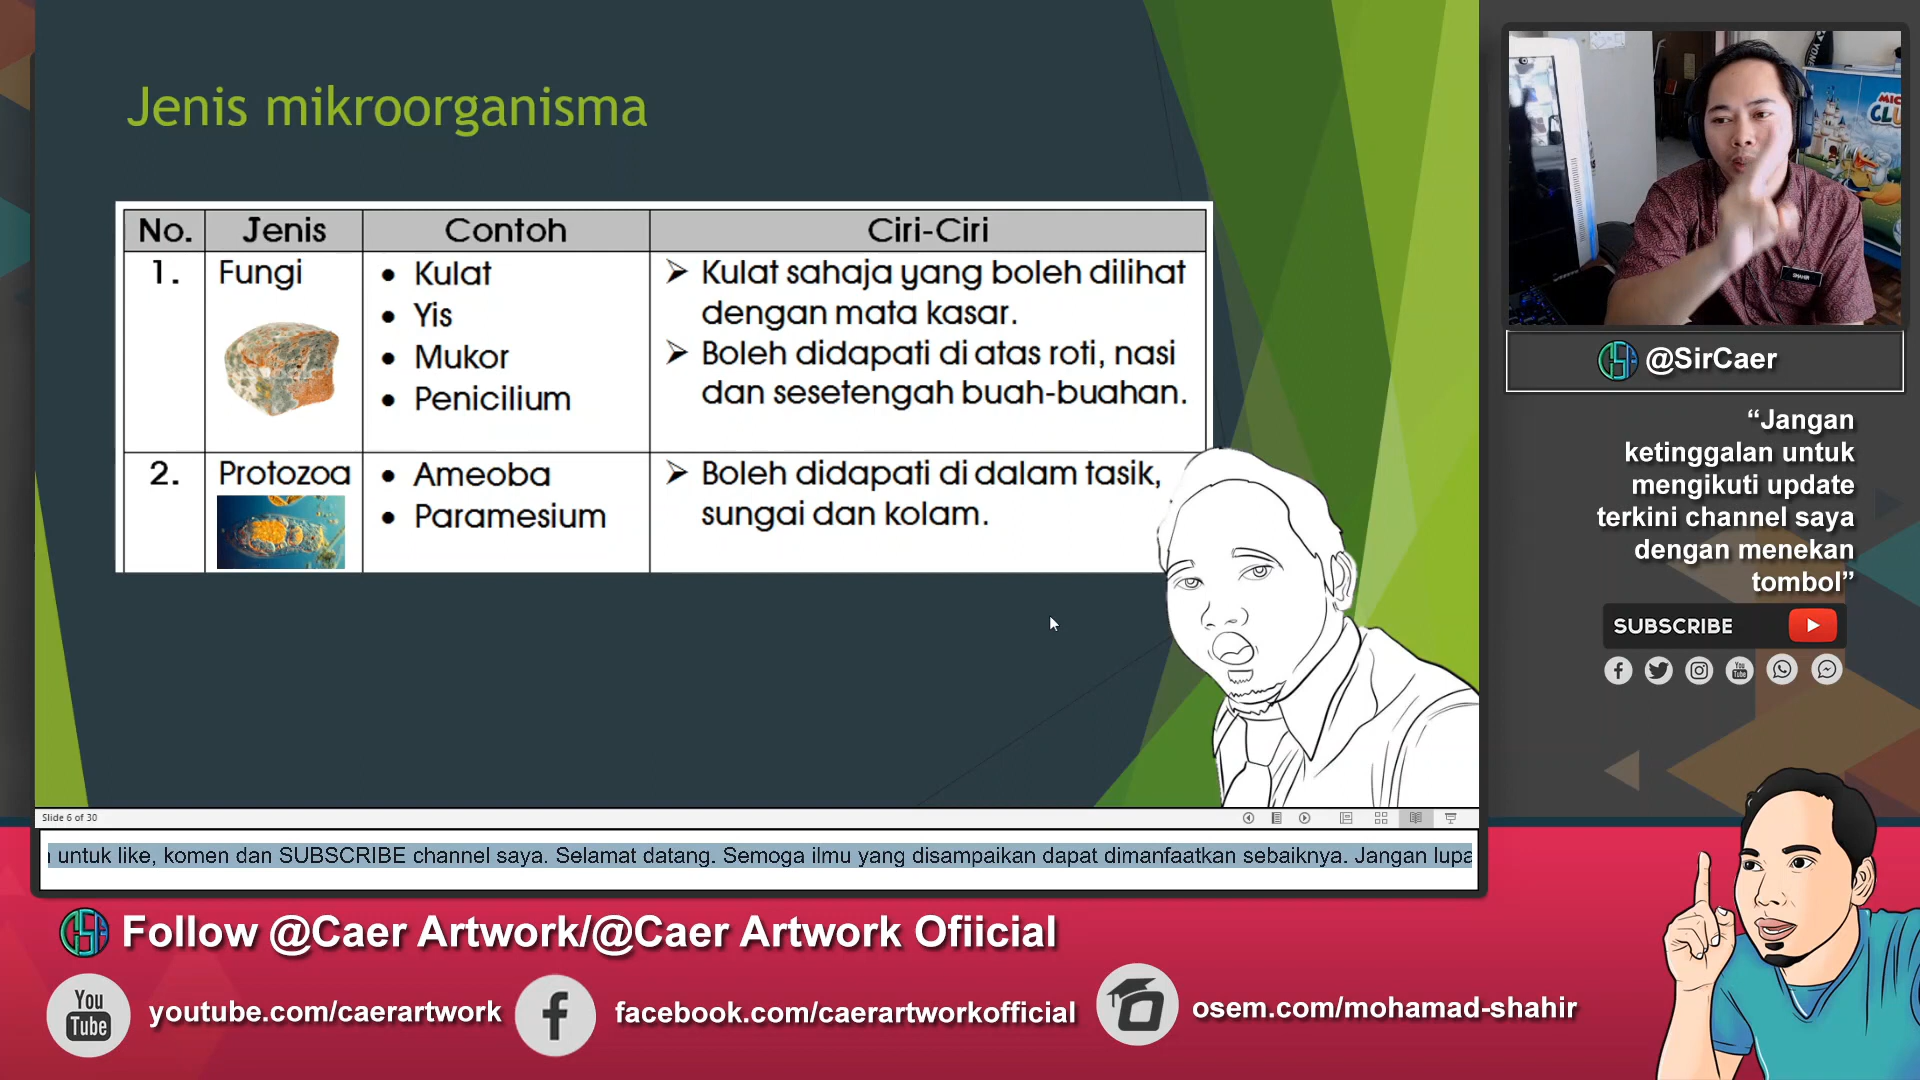 Jenis mikroorganisma
No. Jenis Contoh Ciri-Ciri
1. Fungi
• Kulat
• Yis
• Mukor
• Penicilium
➤ Kulat sahaja yang boleh dilihat
dengan mata kasar.
➤ Boleh didapati di atas roti, nasi
dan sesetengah buah-buahan.
2. Protozoa
• Ameoba
• Paramesium
➤ Boleh didapati di dalam tasik,
sungai dan kolam.
Slide 6 of 30
untuk like, komen dan SUBSCRIBE channel saya. Selamat datang. Semoga ilmu yang disampaikan dapat dimanfaatkan sebaiknya. Jangan lupa
SHAHIR
@SirCaer
“Jangan
ketinggalan untuk
mengikuti update
terkini channel saya
dengan menekan
tombol”
SUBSCRIBE
You
Tube
Follow @Caer Artwork/@Caer Artwork Ofiicial
You
Tube
youtube.com/caerartwork
facebook.com/caerartworkofficial
osem.com/mohamad-shahir